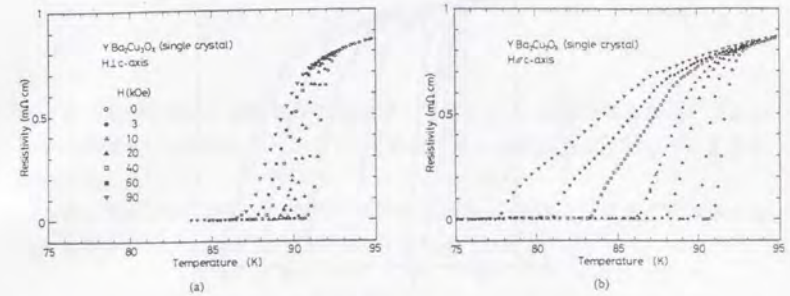 1
Y Ba₂Cu₃Oₓ (single crystal)
H⊥c-axis
H (kOe)
0
3
10
20
40
60
90
0.5
0
Resistivity (mΩ cm)
75
80
85
90
95
Temperature (K)
(a)
1
Y Ba₂Cu₃Oₓ (single crystal)
H∥c-axis
0.5
0
Resistivity (mΩ cm)
75
80
85
90
95
Temperature (K)
(b)